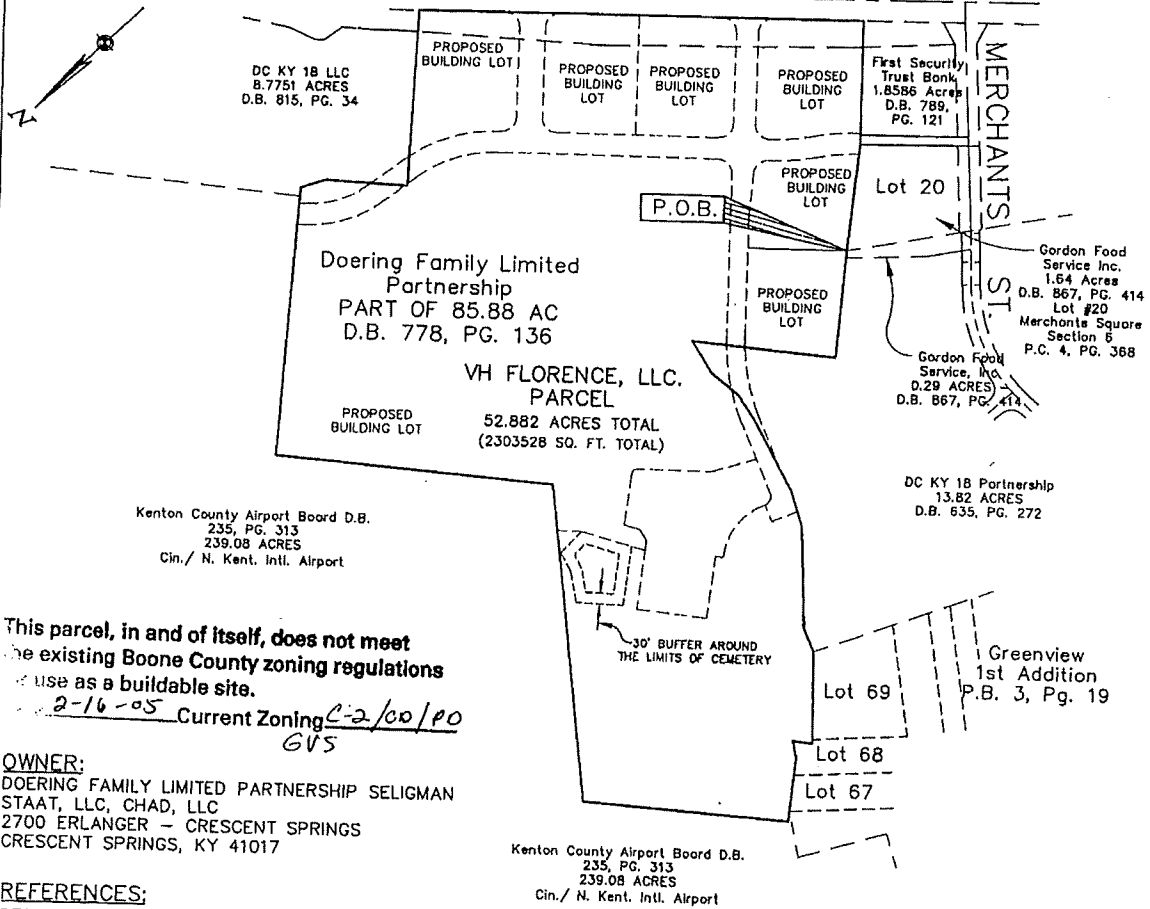 N
DC KY 18 LLC
8.7751 ACRES
D.B. 815, PG. 34
PROPOSED
BUILDING LOT
PROPOSED
BUILDING
LOT
PROPOSED
BUILDING
LOT
PROPOSED
BUILDING
LOT
First Security
Trust Bank
1.8586 Acres
D.B. 789,
PG. 121
MERCHANTS ST.
PROPOSED
BUILDING
LOT
Lot 20
P.O.B.
Gordon Food
Service Inc.
1.64 Acres
D.B. 867, PG. 414
Lot #20
Merchants Square
Section 6
P.C. 4, PG. 368
Doering Family Limited
Partnership
PART OF 85.88 AC
D.B. 778, PG. 136
PROPOSED
BUILDING
LOT
Gordon Food
Service, Inc.
0.29 ACRES
D.B. 867, PG. 414
VH FLORENCE, LLC.
PARCEL
52.882 ACRES TOTAL
(2303528 SQ. FT. TOTAL)
PROPOSED
BUILDING LOT
DC KY 18 Partnership
13.82 ACRES
D.B. 635, PG. 272
Kenton County Airport Board D.B.
235, PG. 313
239.08 ACRES
Cin./ N. Kent. Intl. Airport
30' BUFFER AROUND
THE LIMITS OF CEMETERY
This parcel, in and of itself, does not meet
he existing Boone County zoning regulations
use as a buildable site.
2-16-05 Current Zoning C-2/CD/PO
GVS
Greenview
1st Addition
P.B. 3, Pg. 19
Lot 69
Lot 68
Lot 67
OWNER:
DOERING FAMILY LIMITED PARTNERSHIP SELIGMAN
STAAT, LLC, CHAD, LLC
2700 ERLANGER – CRESCENT SPRINGS
CRESCENT SPRINGS, KY 41017
Kenton County Airport Board D.B.
235, PG. 313
239.08 ACRES
Cin./ N. Kent. Intl. Airport
REFERENCES: